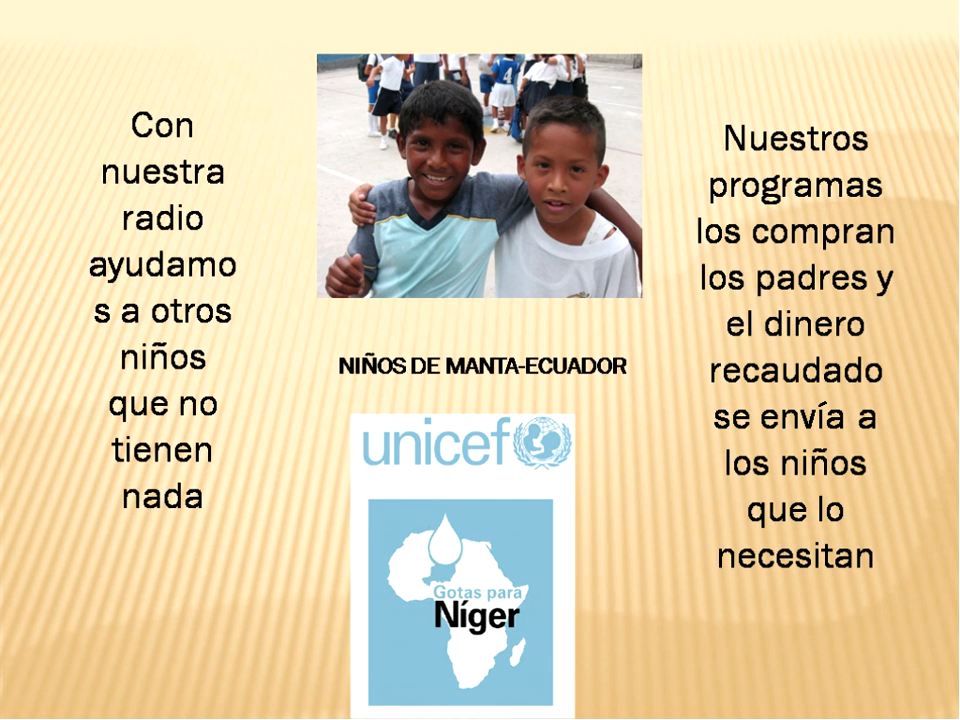 Con
nuestra
radio
ayudamo
s a otros
niños
que no
tienen
nada
4
NIÑOS DE MANTA-ECUADOR
unicef
Gotas para
Níger
Nuestros
programas
los compran
los padres y
el dinero
recaudado
se envía a
los niños
que lo
necesitan